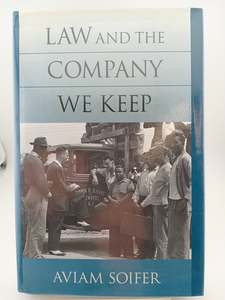 LAW AND THE
COMPANY
WE KEEP
AVIAM SOIFER